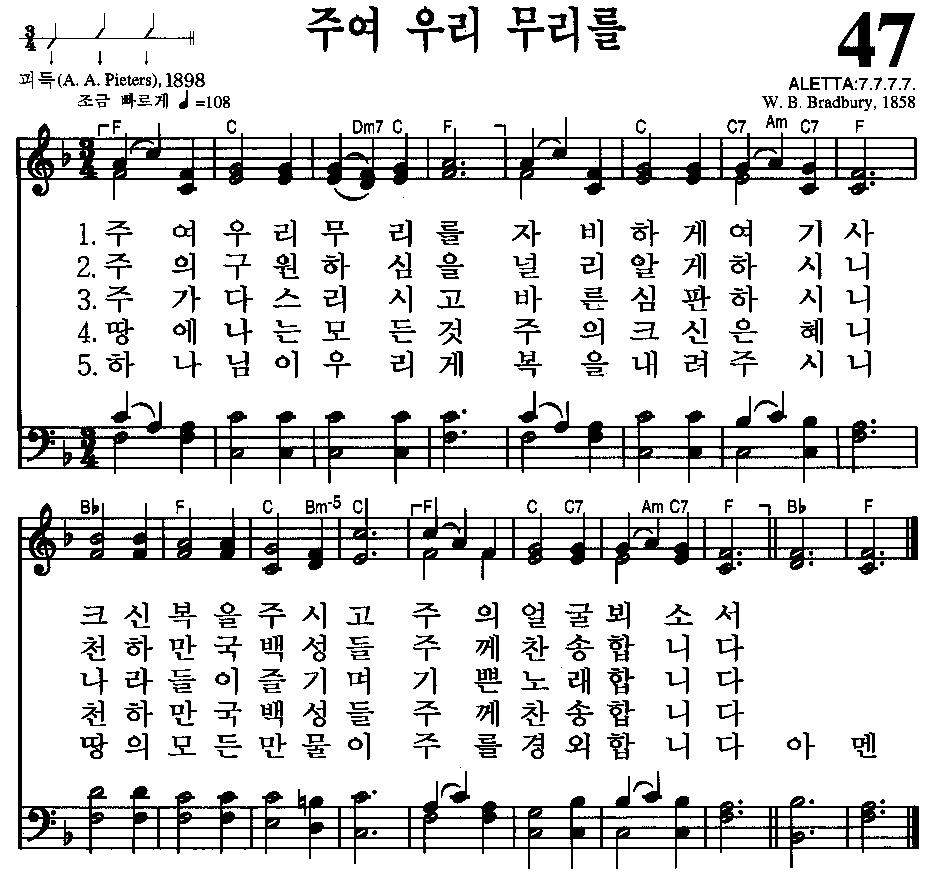 주여 우리 무리를
47
3/4
피득(A. A. Pieters), 1898
조금 빠르게 ♩=108
ALETTA:7.7.7.7.
W. B. Bradbury, 1858
F C Dm7 C F C C7 Am C7 F
1. 주 여 우 리 무 리 를 자 비 하 게 여 기 사
2. 주 의 구 원 하 심 을 널 리 알 게 하 시 니
3. 주 가 다 스 리 시 고 바 른 심 판 하 시 니
4. 땅 에 나 는 모 든 것 주 의 크 신 은 혜 니
5. 하 나 님 이 우 리 게 복 을 내 려 주 시 니
Bb F C Bm-5 C F C C7 Am C7 F Bb F
크 신 복 을 주 시 고 주 의 얼 굴 뵈 소 서
천 하 만 국 백 성 들 주 께 찬 송 합 니 다
나 라 들 이 즐 기 며 기 쁜 노 래 합 니 다
천 하 만 국 백 성 들 주 께 찬 송 합 니 다
땅 의 모 든 만 물 이 주 를 경 외 합 니 다 아 멘